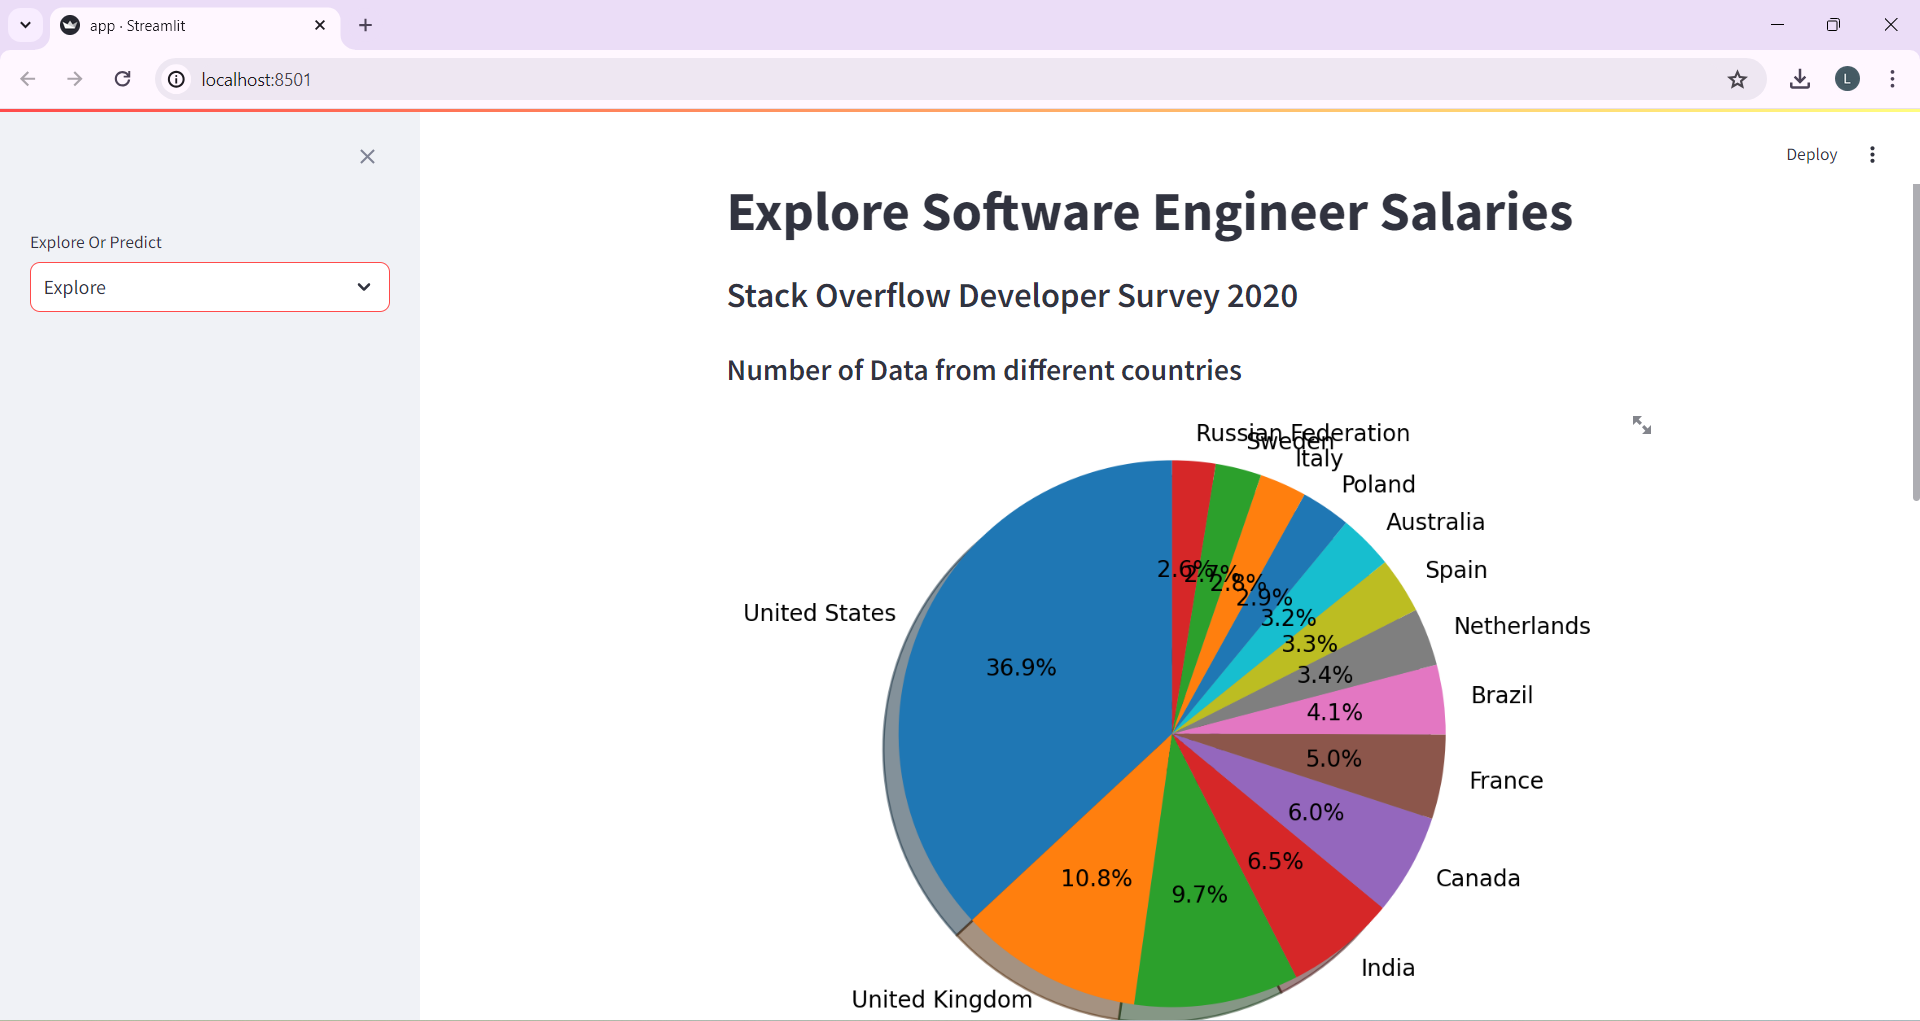 app · Streamlit
localhost:8501
L
Deploy
Explore Or Predict
Explore
Explore Software Engineer Salaries
Stack Overflow Developer Survey 2020
Number of Data from different countries
Russian Federation
Sweden
Italy
Poland
Australia
Spain
Netherlands
Brazil
France
Canada
India
United Kingdom
United States
2.6%
2.7%
2.8%
2.9%
3.2%
3.3%
3.4%
4.1%
5.0%
6.0%
6.5%
9.7%
10.8%
36.9%